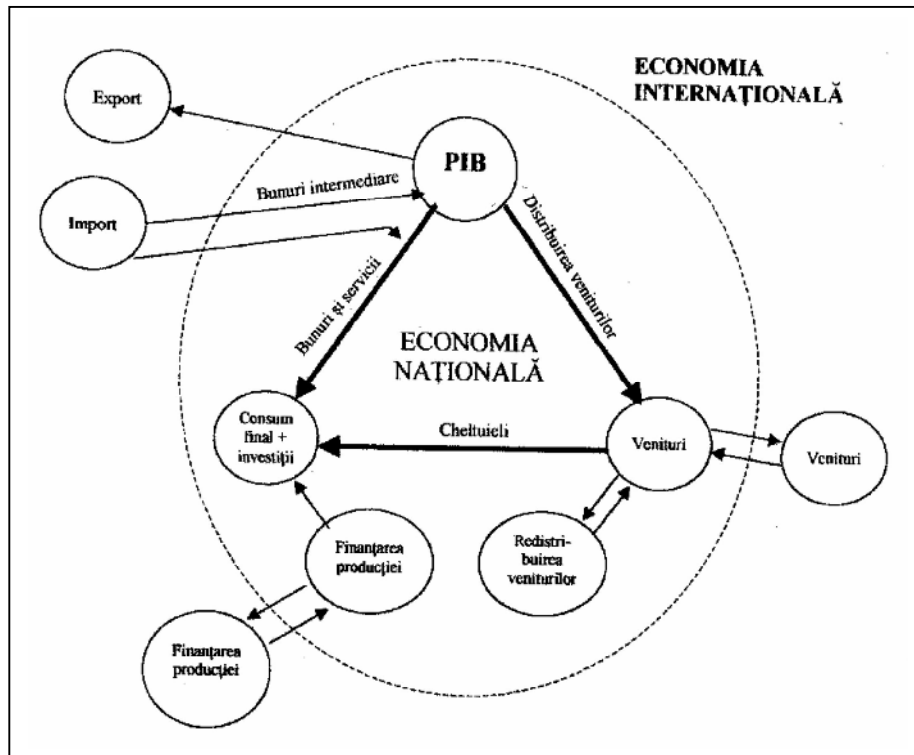 ECONOMIA
INTERNAȚIONALĂ
Export
PIB
Bunuri intermediare
Import
Distribuirea veniturilor
Bunuri și servicii
ECONOMIA
NAȚIONALĂ
Consum
final +
investiții
Cheltuieli
Venituri
Venituri
Finanțarea
producției
Redistri-
buirea
veniturilor
Finanțarea
producției